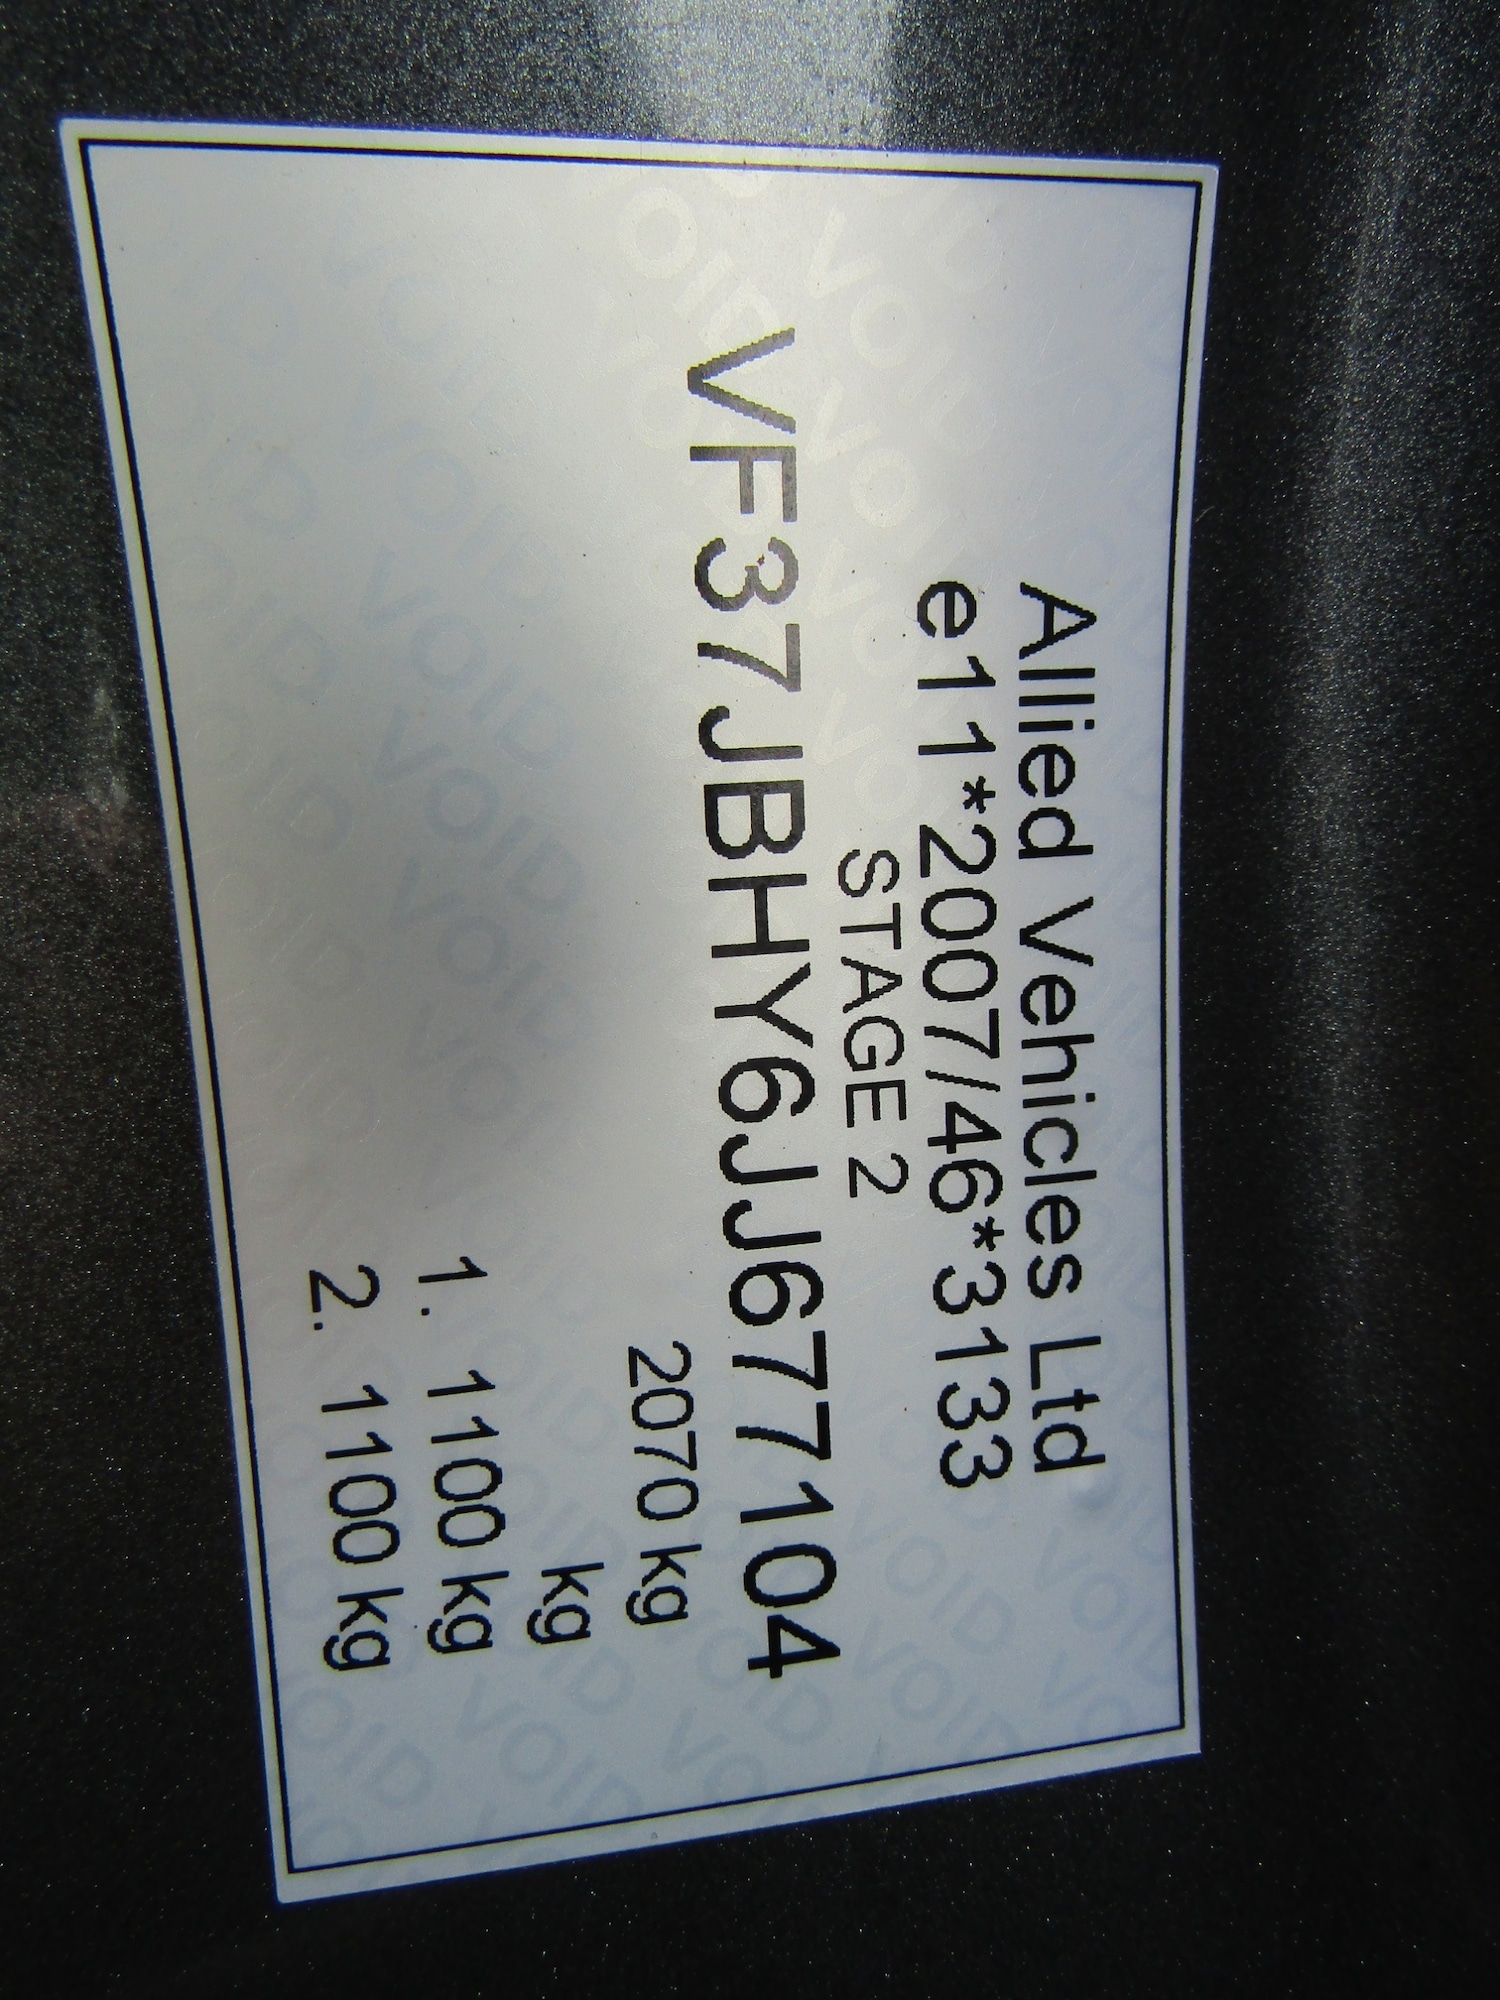 Allied Vehicles Ltd
e11*2007/46*3133
STAGE 2
VF37JBHY6JJ677104
2070 kg
kg
1. 1100 kg
2. 1100 kg